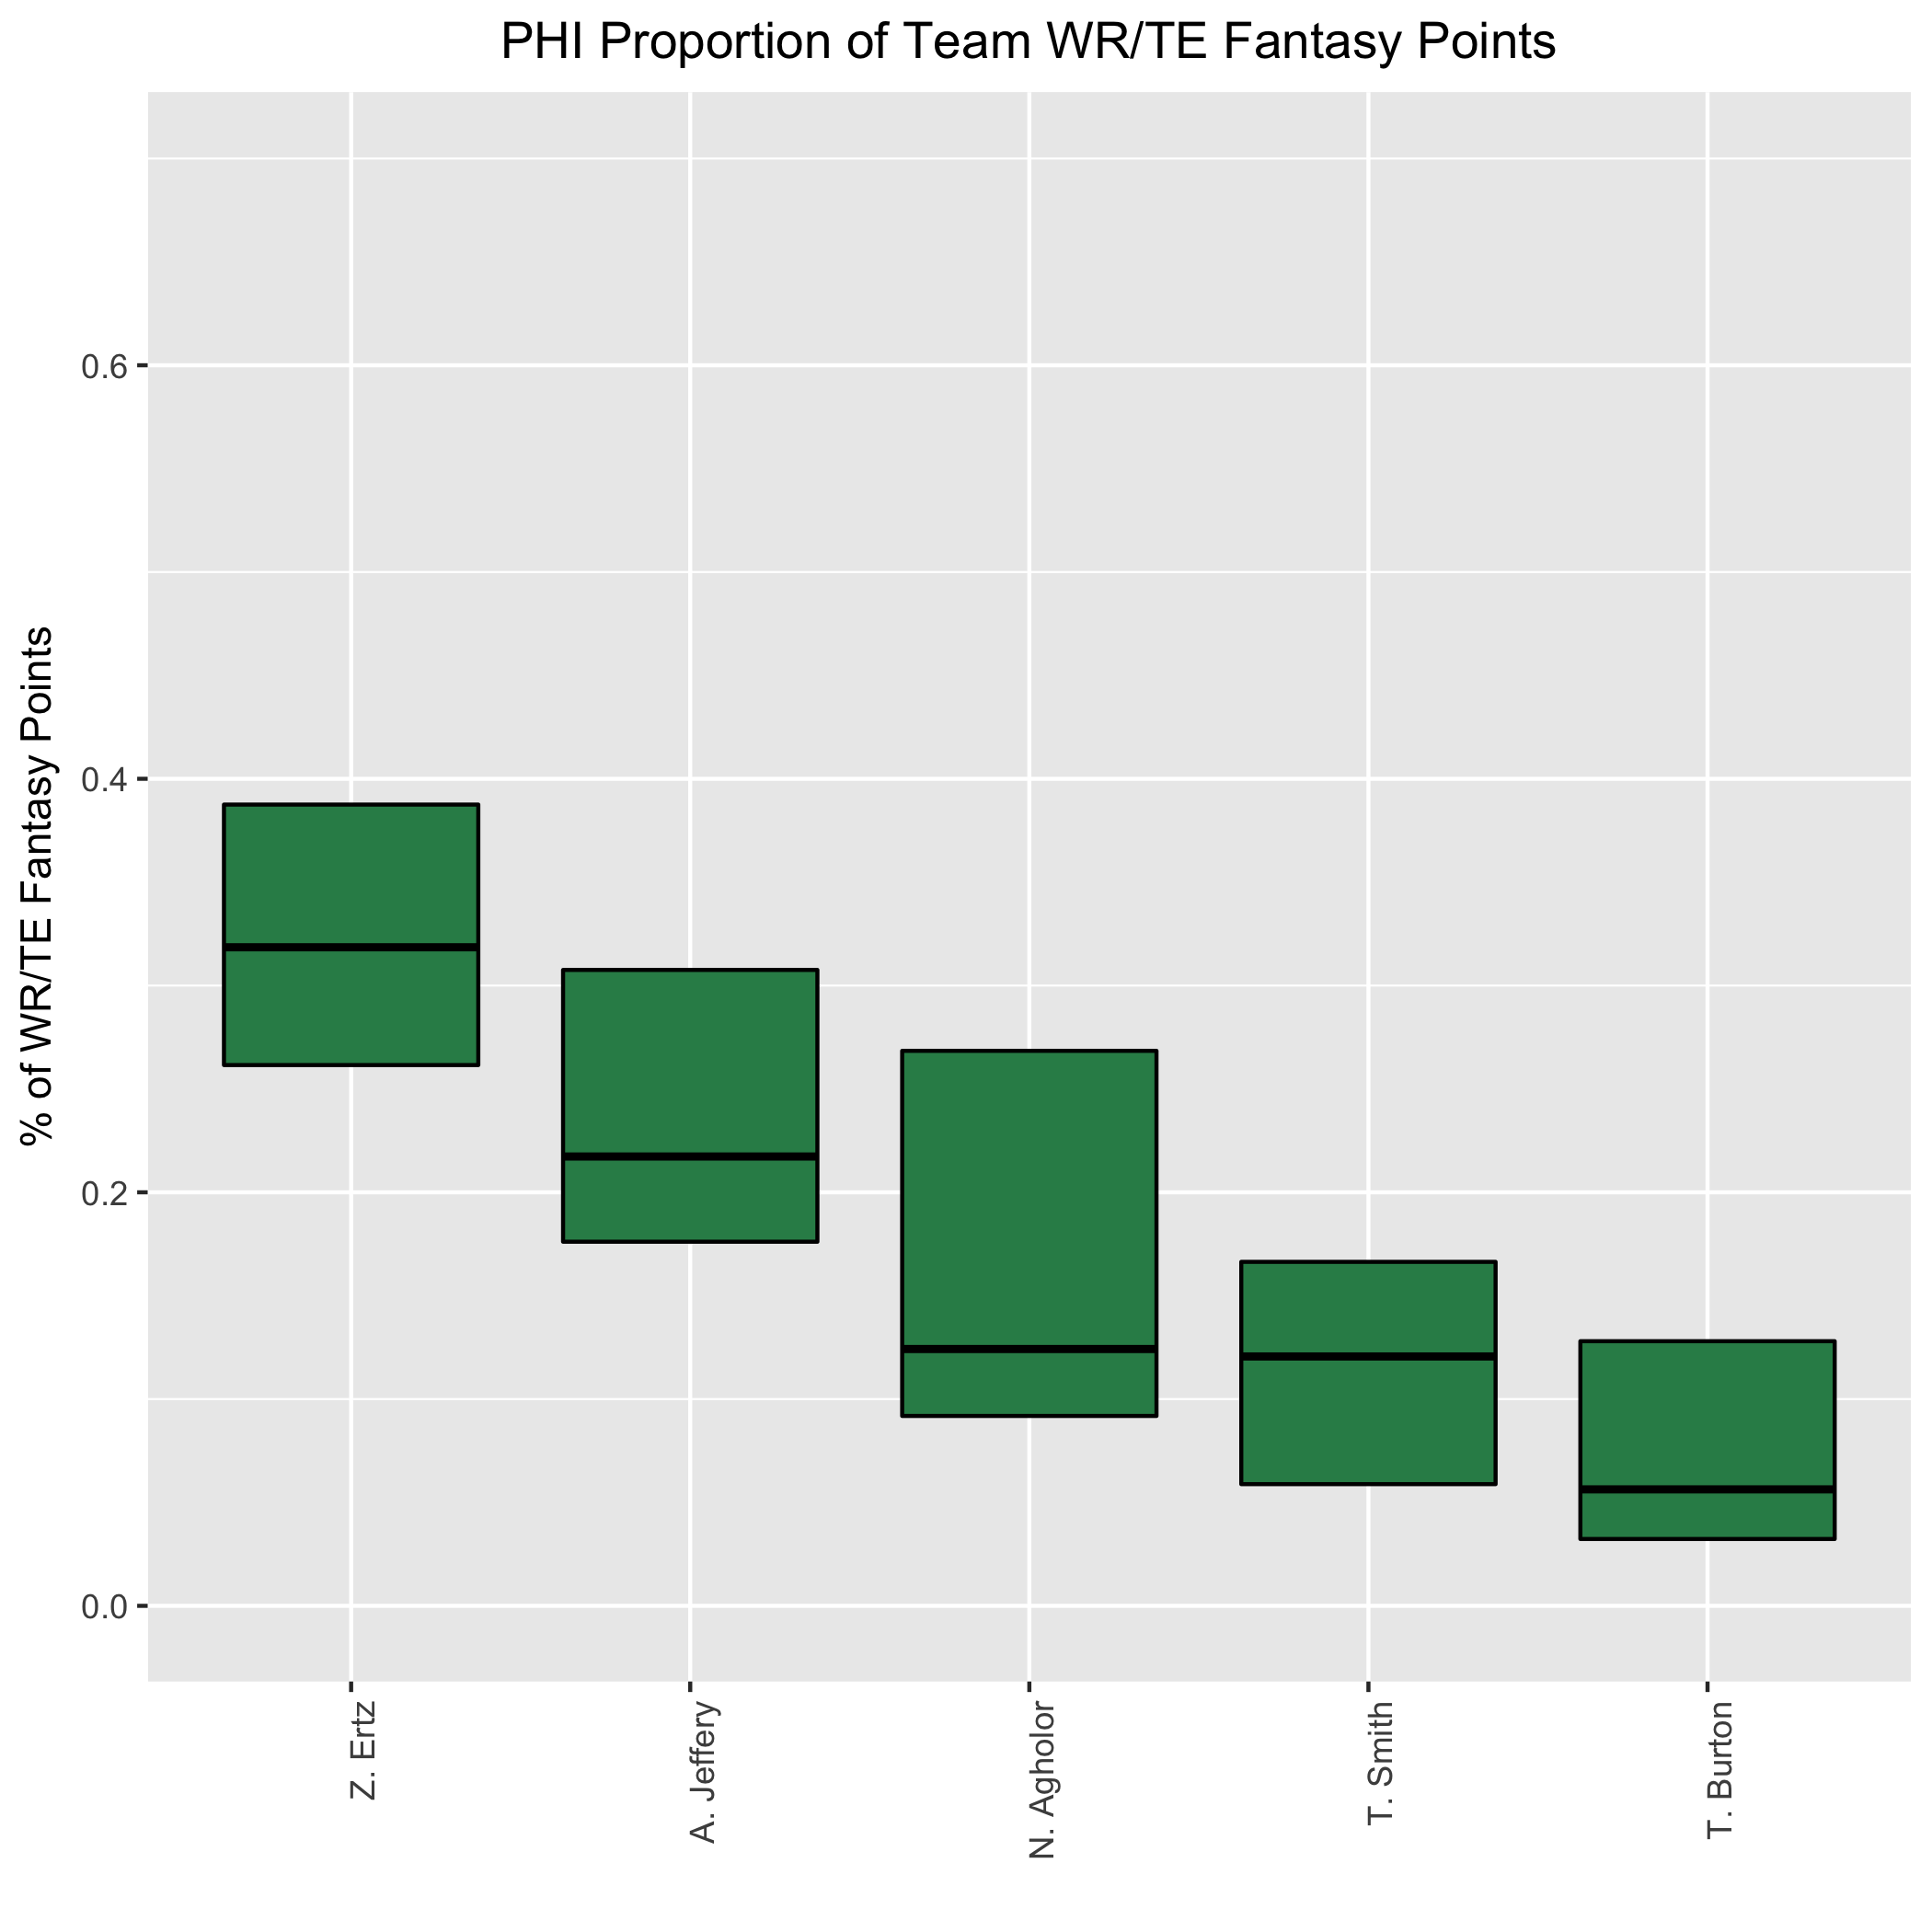 PHI Proportion of Team WR/TE Fantasy Points
% of WR/TE Fantasy Points
0.6
0.4
0.2
0.0
Z. Ertz
A. Jeffery
N. Agholor
T. Smith
T. Burton